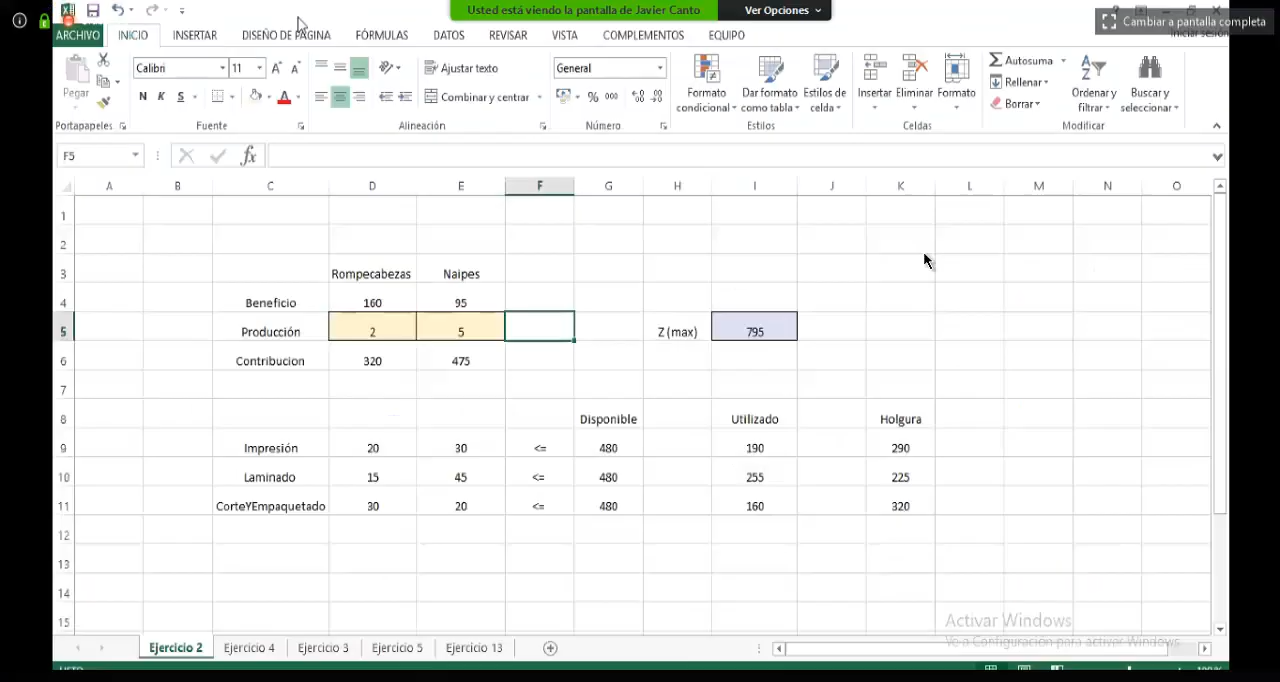 Usted está viendo la pantalla de Javier Canto
Ver Opciones
Cambiar a pantalla completa
Iniciar sesión
ARCHIVO INICIO INSERTAR DISEÑO DE PÁGINA FÓRMULAS DATOS REVISAR VISTA COMPLEMENTOS EQUIPO
Pegar
Calibri 11
Ajustar texto
General
Autosuma
N K S
Combinar y centrar
% 000
Formato condicional
Dar formato como tabla
Estilos de celda
Insertar Eliminar Formato
Rellenar
Borrar
Ordenar y filtrar
Buscar y seleccionar
Portapapeles Fuente Alineación Número Estilos Celdas Modificar
F5 fx
A B C D E F G H I J K L M N O
1
2
3 Rompecabezas Naipes
4 Beneficio 160 95
5 Producción 2 5 Z (max) 795
6 Contribucion 320 475
7
8 Disponible Utilizado Holgura
9 Impresión 20 30 <= 480 190 290
10 Laminado 15 45 <= 480 255 225
11 CorteYEmpaquetado 30 20 <= 480 160 320
12
13
14
15
Activar Windows
Ve a Configuración para activar Windows.
Ejercicio 2 Ejercicio 4 Ejercicio 3 Ejercicio 5 Ejercicio 13